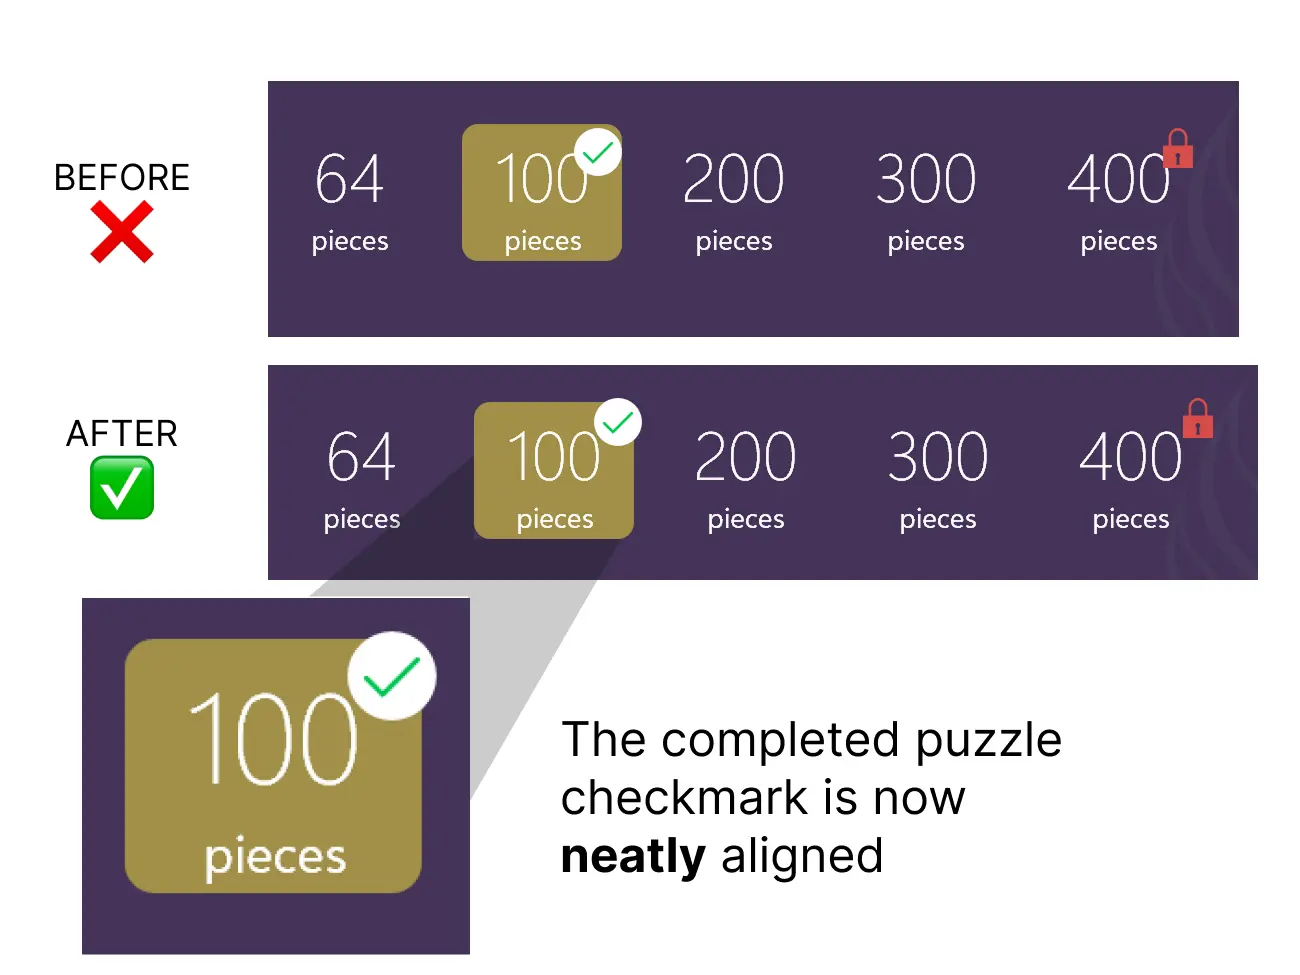 BEFORE
64 100 200 300 400
pieces pieces pieces pieces pieces
AFTER
64 100 200 300 400
pieces pieces pieces pieces pieces
100
pieces
The completed puzzle
checkmark is now
neatly aligned